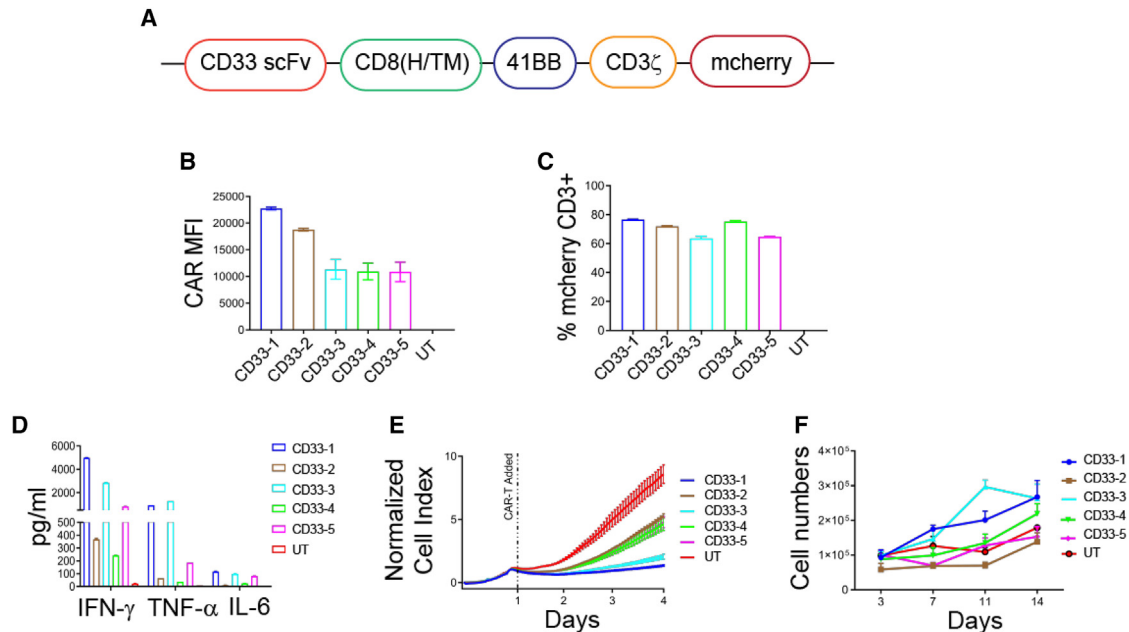 A
CD33 scFv CD8(H/TM) 41BB CD3ζ mcherry
B
CAR MFI
25000
20000
15000
10000
5000
0
CD33-1 CD33-2 CD33-3 CD33-4 CD33-5 UT
C
% mcherry CD3+
100
80
60
40
20
0
CD33-1 CD33-2 CD33-3 CD33-4 CD33-5 UT
D
pg/ml
6000
4000
2000
500
400
300
200
100
0
IFN-γ TNF-α IL-6
CD33-1
CD33-2
CD33-3
CD33-4
CD33-5
UT
E
Normalized
Cell Index
10
5
0
CAR-T Added
1 2 3 4
Days
CD33-1
CD33-2
CD33-3
CD33-4
CD33-5
UT
F
Cell numbers
4×10⁵
3×10⁵
2×10⁵
1×10⁵
0
3 7 11 14
Days
CD33-1
CD33-2
CD33-3
CD33-4
CD33-5
UT